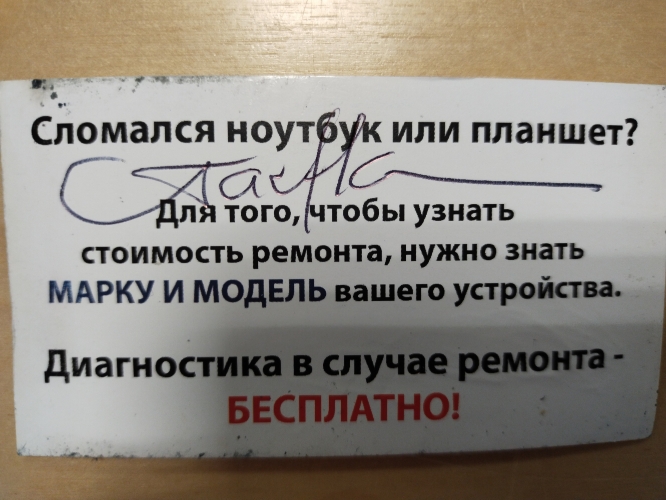 Сломался ноутбук или планшет?
Для того, чтобы узнать
стоимость ремонта, нужно знать
МАРКУ И МОДЕЛЬ вашего устройства.
Диагностика в случае ремонта -
БЕСПЛАТНО!